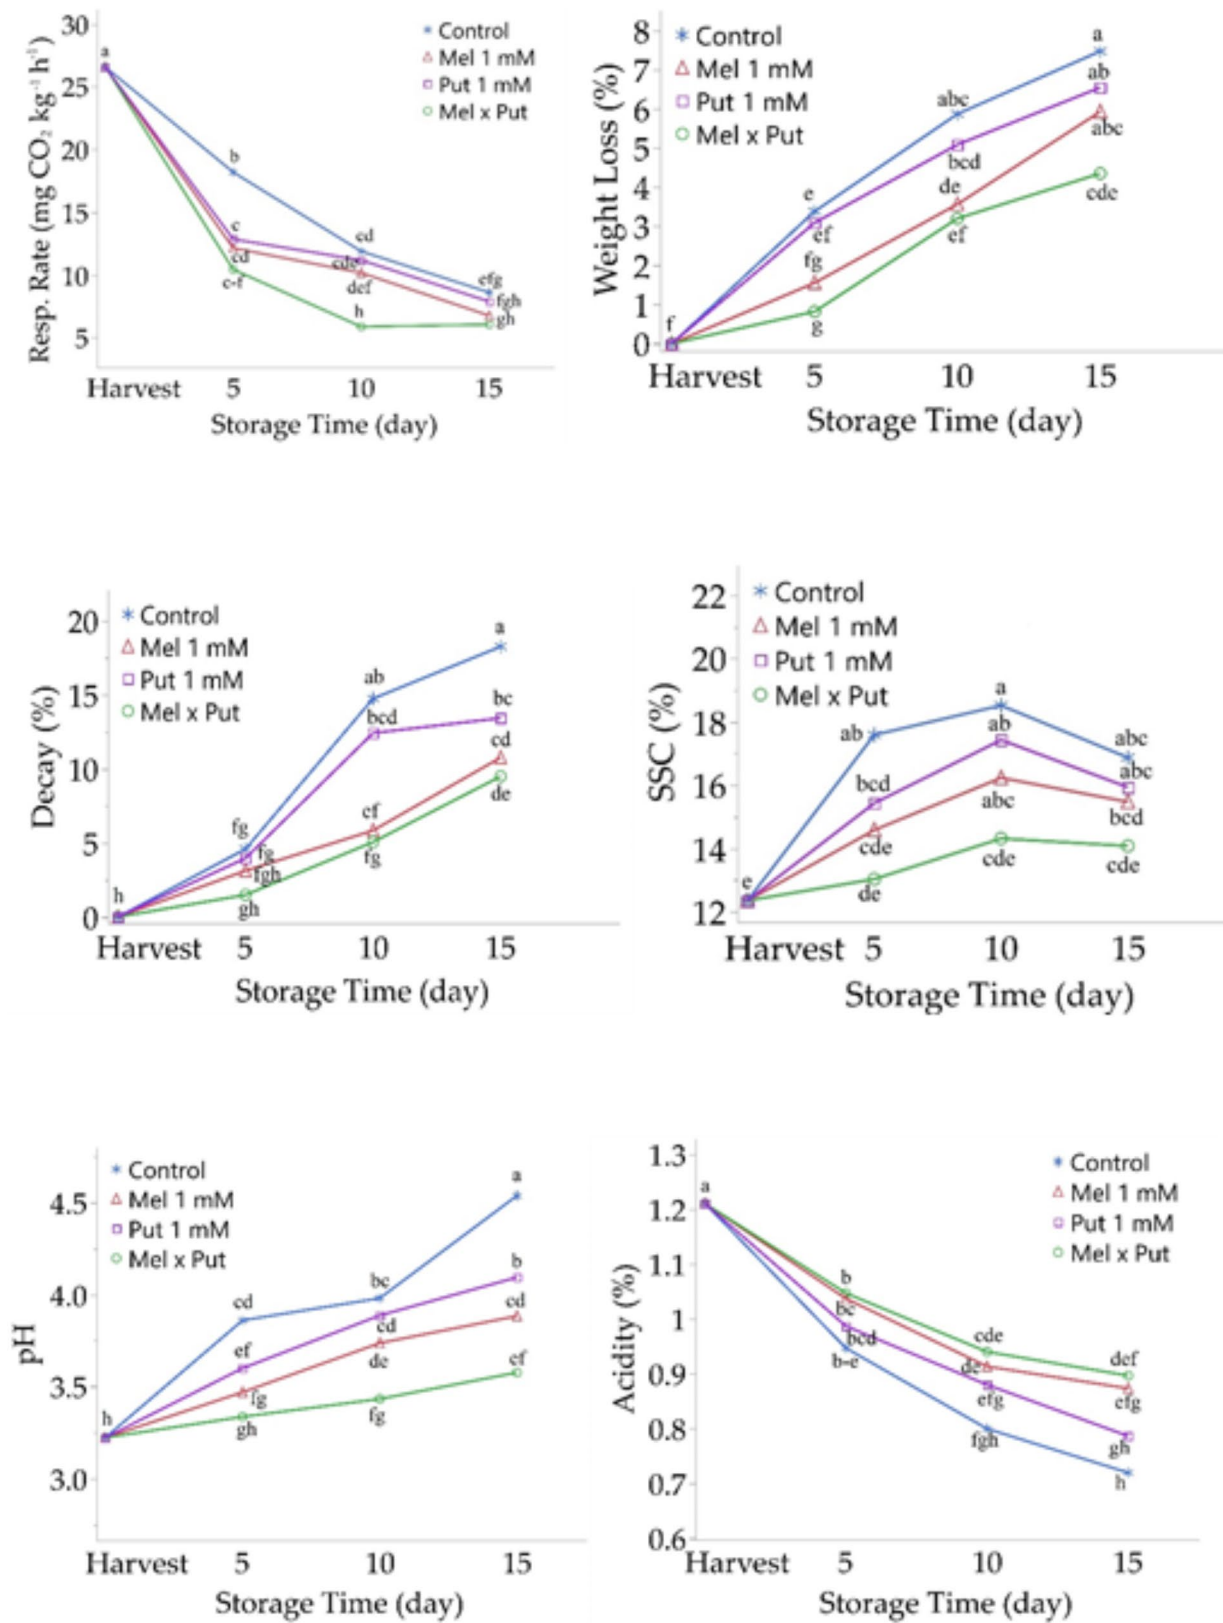 30
25
20
15
10
5
Resp. Rate (mg CO₂ kg⁻¹ h⁻¹)
Control
Mel 1 mM
Put 1 mM
Mel x Put
a
b
c
cd
c-f
cd
cde
def
h
efg
fgh
gh
Harvest 5 10 15
Storage Time (day)
8
7
6
5
4
3
2
1
0
Weight Loss (%)
Control
Mel 1 mM
Put 1 mM
Mel x Put
f
e
ef
fg
g
abc
bcd
de
ef
a
ab
abc
cde
Harvest 5 10 15
Storage Time (day)
20
15
10
5
0
Decay (%)
Control
Mel 1 mM
Put 1 mM
Mel x Put
h
fg
fg
fgh
gh
ab
bcd
ef
fg
a
bc
cd
de
Harvest 5 10 15
Storage Time (day)
22
20
18
16
14
12
SSC (%)
Control
Mel 1 mM
Put 1 mM
Mel x Put
e
ab
bcd
cde
de
a
ab
abc
cde
abc
abc
bcd
cde
Harvest 5 10 15
Storage Time (day)
4.5
4.0
3.5
3.0
pH
Control
Mel 1 mM
Put 1 mM
Mel x Put
h
cd
ef
fg
gh
bc
cd
de
fg
a
b
cd
ef
Harvest 5 10 15
Storage Time (day)
1.3
1.2
1.1
1
0.9
0.8
0.7
0.6
Acidity (%)
Control
Mel 1 mM
Put 1 mM
Mel x Put
a
b
bc
bcd
b-e
cde
de
efg
fgh
def
efg
gh
h
Harvest 5 10 15
Storage Time (day)